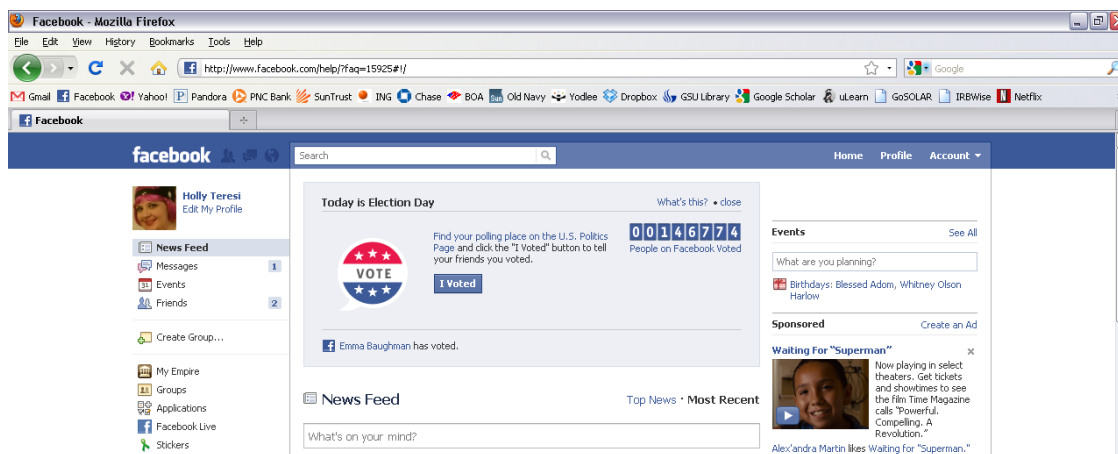 Facebook - Mozilla Firefox
File Edit View History Bookmarks Tools Help
http://www.facebook.com/help/?faq=15925#!/
Google
Gmail Facebook Yahoo! Pandora PNC Bank SunTrust ING Chase BOA Old Navy Yodlee Dropbox GSU Library Google Scholar uLearn GoSOLAR IRBWise Netflix
Facebook
facebook
Search
Home Profile Account
Holly Teresi
Edit My Profile
News Feed
Messages 1
31 Events
Friends 2
Create Group...
My Empire
Groups
Applications
Facebook Live
Stickers
Today is Election Day
What's this? • close
VOTE
Find your polling place on the U.S. Politics
Page and click the "I Voted" button to tell
your friends you voted.
I Voted
00146774
People on Facebook Voted
Emma Baughman has voted.
News Feed
Top News · Most Recent
What's on your mind?
Events See All
What are you planning?
Birthdays: Blessed Adom, Whitney Olson
Harlow
Sponsored Create an Ad
Waiting For "Superman"
Now playing in select
theaters. Get tickets
and showtimes to see
the film Time Magazine
calls "Powerful.
Compelling. A
Revolution."
Alex'andra Martin likes Waiting for "Superman."